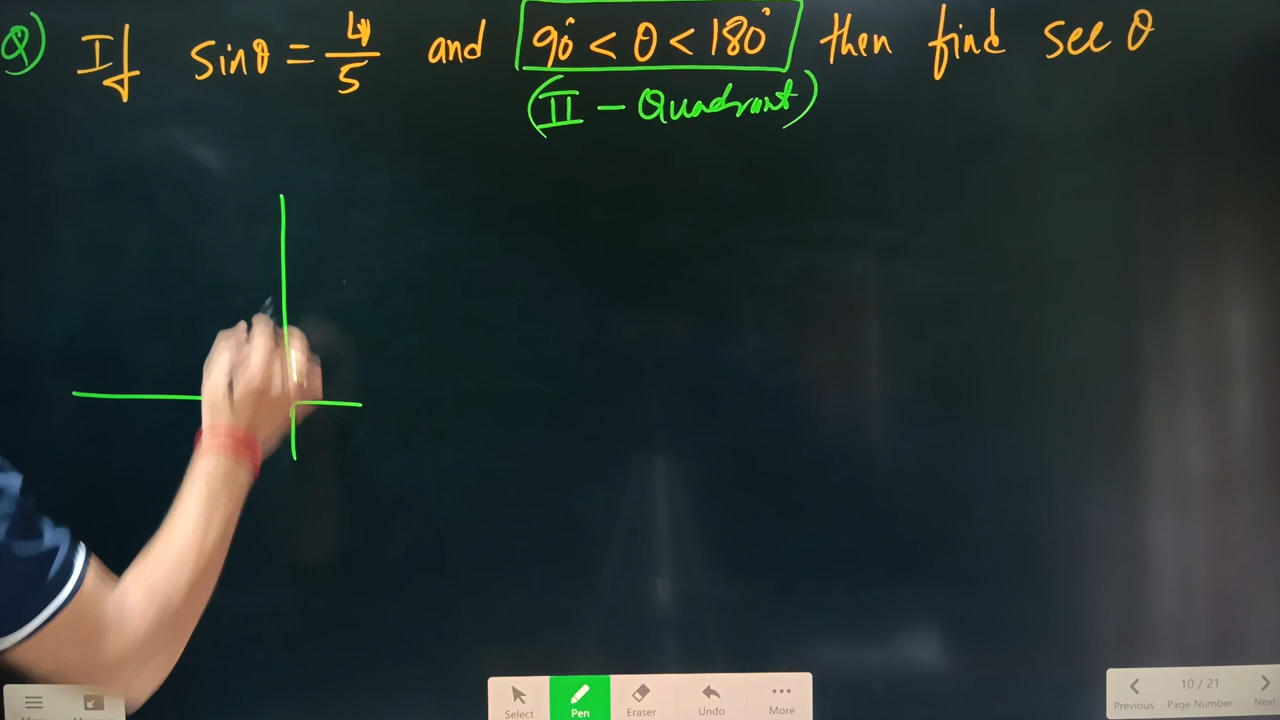 Q) If sinθ = 4/5 and 90° < θ < 180° then find sec θ
(II - Quadrant)
Select Pen Eraser Undo More
10 / 21
Previous Page Number Next